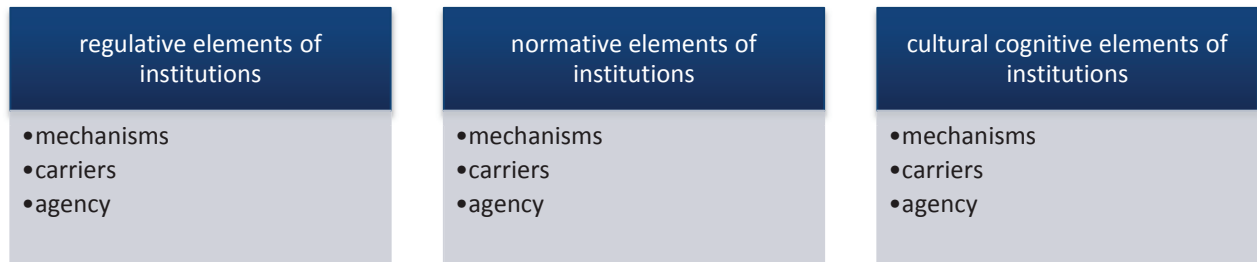 regulative elements of
institutions
•mechanisms
•carriers
•agency
normative elements of
institutions
•mechanisms
•carriers
•agency
cultural cognitive elements of
institutions
•mechanisms
•carriers
•agency